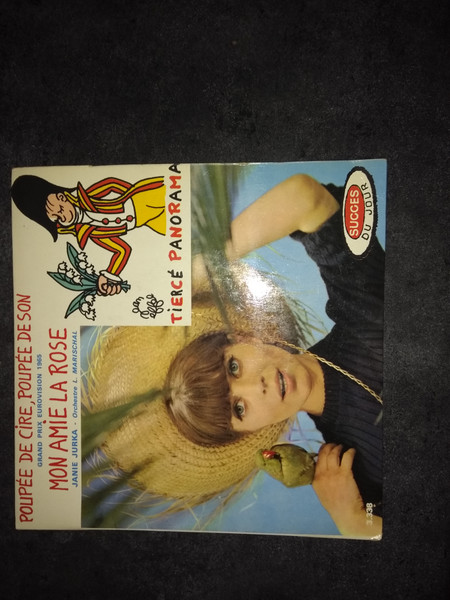 POUPÉE DE CIRE, POUPÉE DE SON
GRAND PRIX EUROVISION 1965
MON AMIE LA ROSE
JANIE JURKA - Orchestre L. MARISCHAL
TIERCÉ PANORAMA
SUCCES
DU JOUR